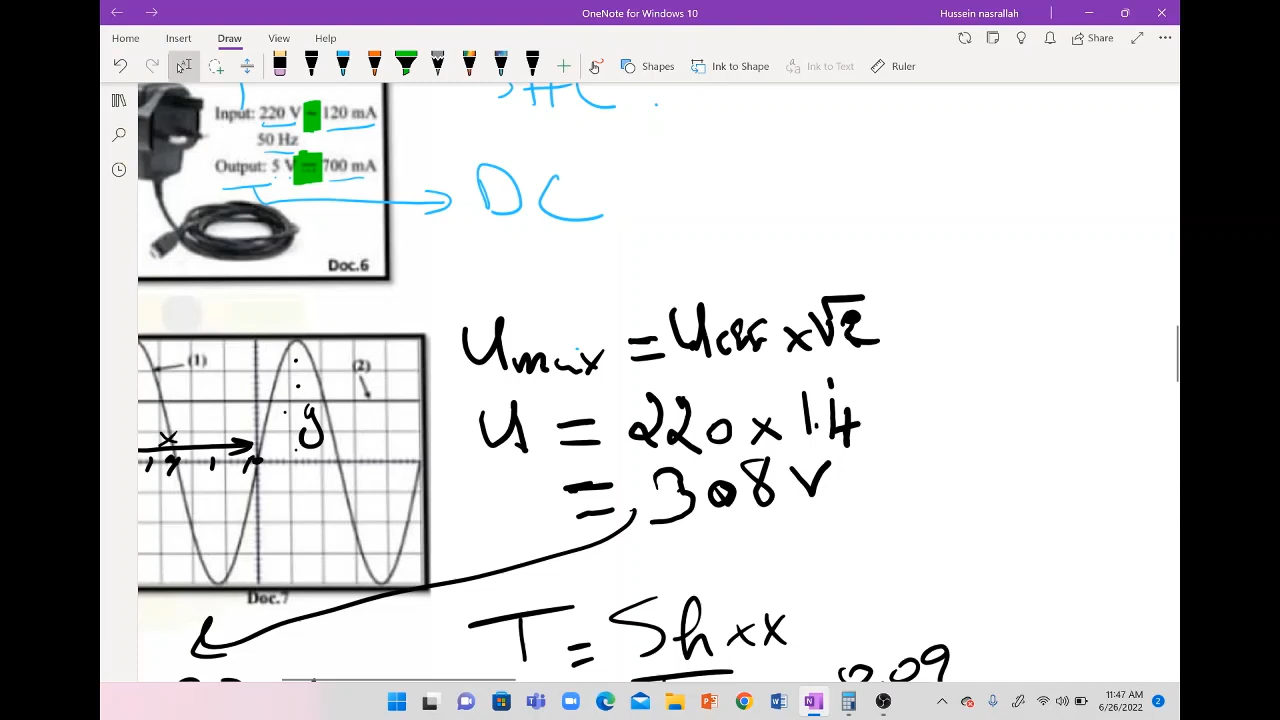 OneNote for Windows 10
Hussein nasrallah
Home Insert Draw View Help
Share
Shapes Ink to Shape Ink to Text Ruler
Input: 220 V 120 mA
50 Hz
Output: 5 V 700 mA
DC
Doc.6
(1)
(2)
x
y
Doc.7
Umax = Ueff x √2
U = 220 x 1.4
= 308 V
T = Sh x x
11:47 AM
6/26/2022
2